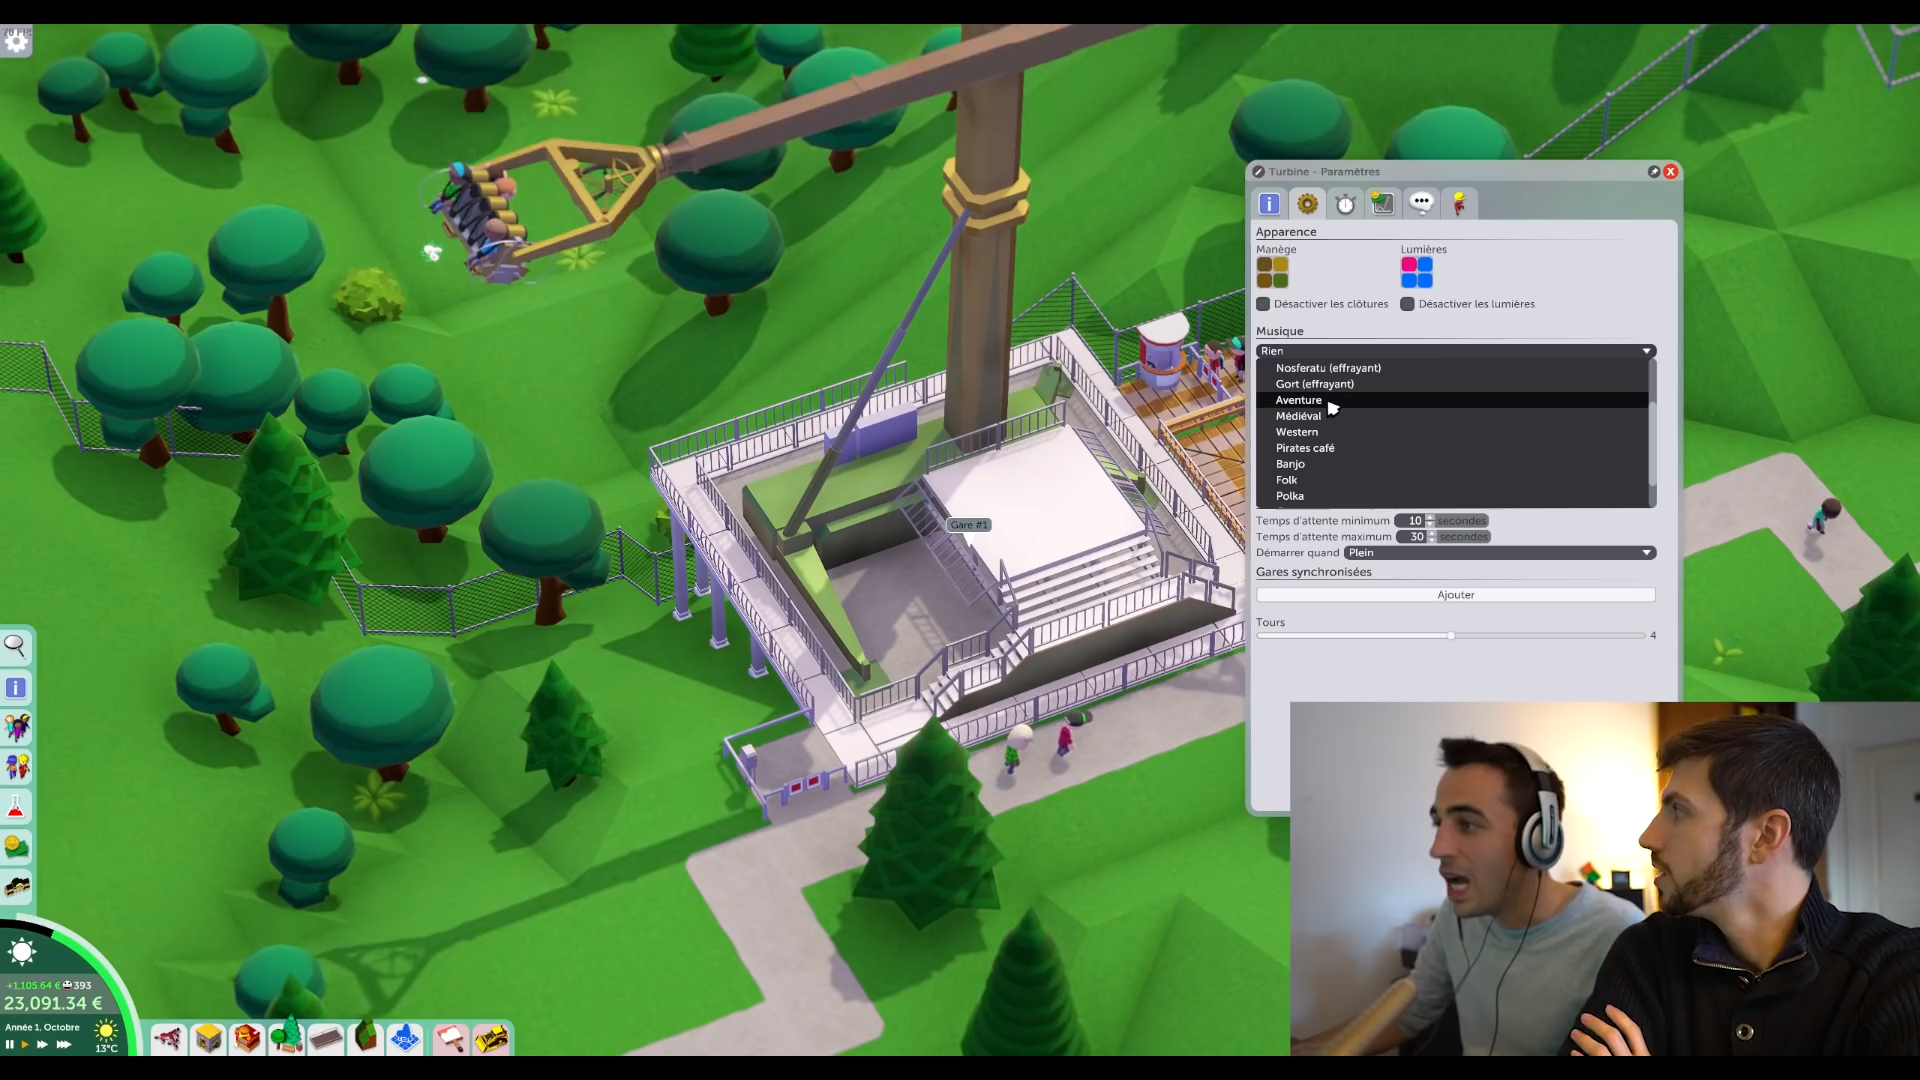 Turbine - Paramètres
Apparence
Manège
Lumières
Désactiver les clôtures
Désactiver les lumières
Musique
Rien
Nosferatu (effrayant)
Gort (effrayant)
Aventure
Médiéval
Western
Pirates café
Banjo
Folk
Polka
Temps d'attente minimum 10 secondes
Temps d'attente maximum 30 secondes
Démarrer quand Plein
Gares synchronisées
Ajouter
Tours
4
Gare #1
+1,105.64 € 393
23,091.34 €
Année 1, Octobre
13°C